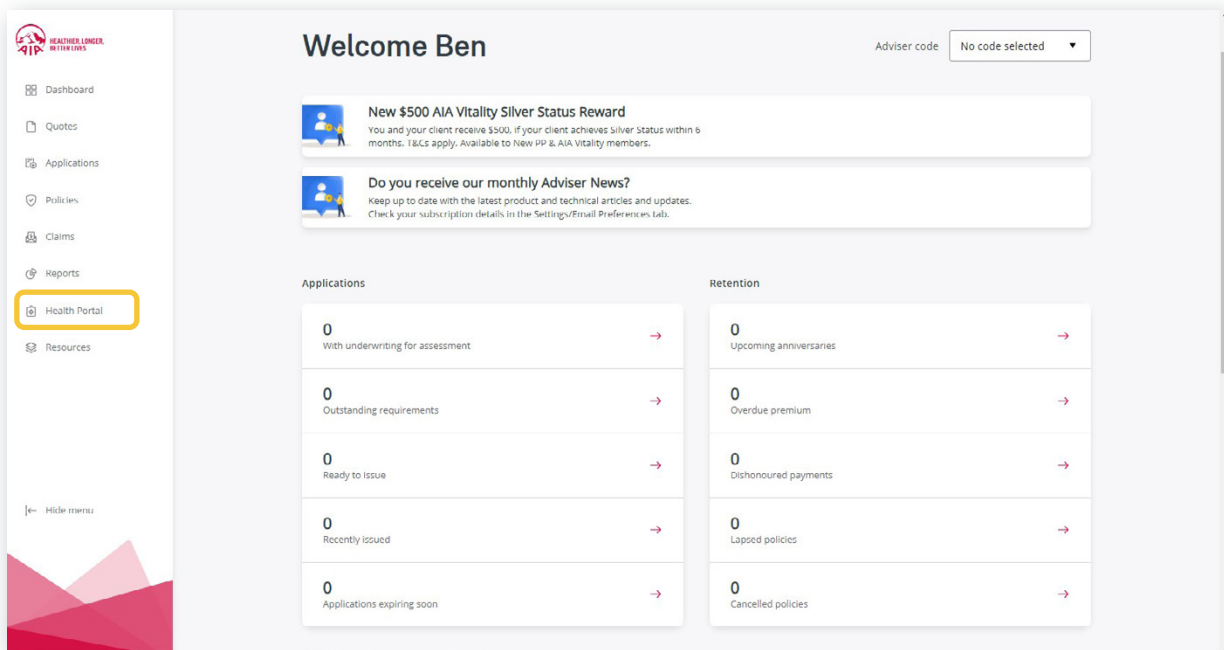 AIA
HEALTHIER, LONGER,
BETTER LIVES
Dashboard
Quotes
Applications
Policies
Claims
Reports
Health Portal
Resources
Hide menu
Welcome Ben
Adviser code
No code selected
New $500 AIA Vitality Silver Status Reward
You and your client receive $500, if your client achieves Silver Status within 6
months. T&Cs apply. Available to New PP & AIA Vitality members.
Do you receive our monthly Adviser News?
Keep up to date with the latest product and technical articles and updates.
Check your subscription details in the Settings/Email Preferences tab.
Applications
0
With underwriting for assessment
0
Outstanding requirements
0
Ready to issue
0
Recently issued
0
Applications expiring soon
Retention
0
Upcoming anniversaries
0
Overdue premium
0
Dishonoured payments
0
Lapsed policies
0
Cancelled policies